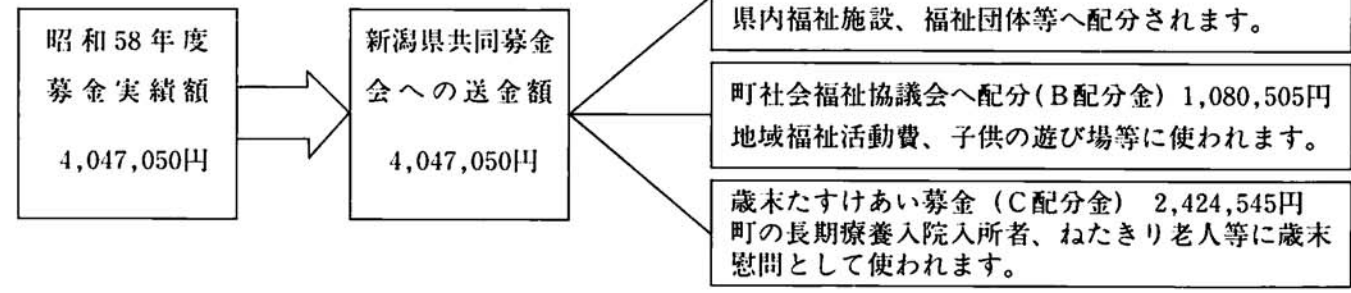 昭和58年度
募金実績額
4,047,050円
新潟県共同募金
会への送金額
4,047,050円
県内福祉施設、福祉団体等へ配分されます。
町社会福祉協議会へ配分(B配分金) 1,080,505円
地域福祉活動費、子供の遊び場等に使われます。
歳末たすけあい募金(C配分金) 2,424,545円
町の長期療養入院入所者、ねたきり老人等に歳末
慰問として使われます。